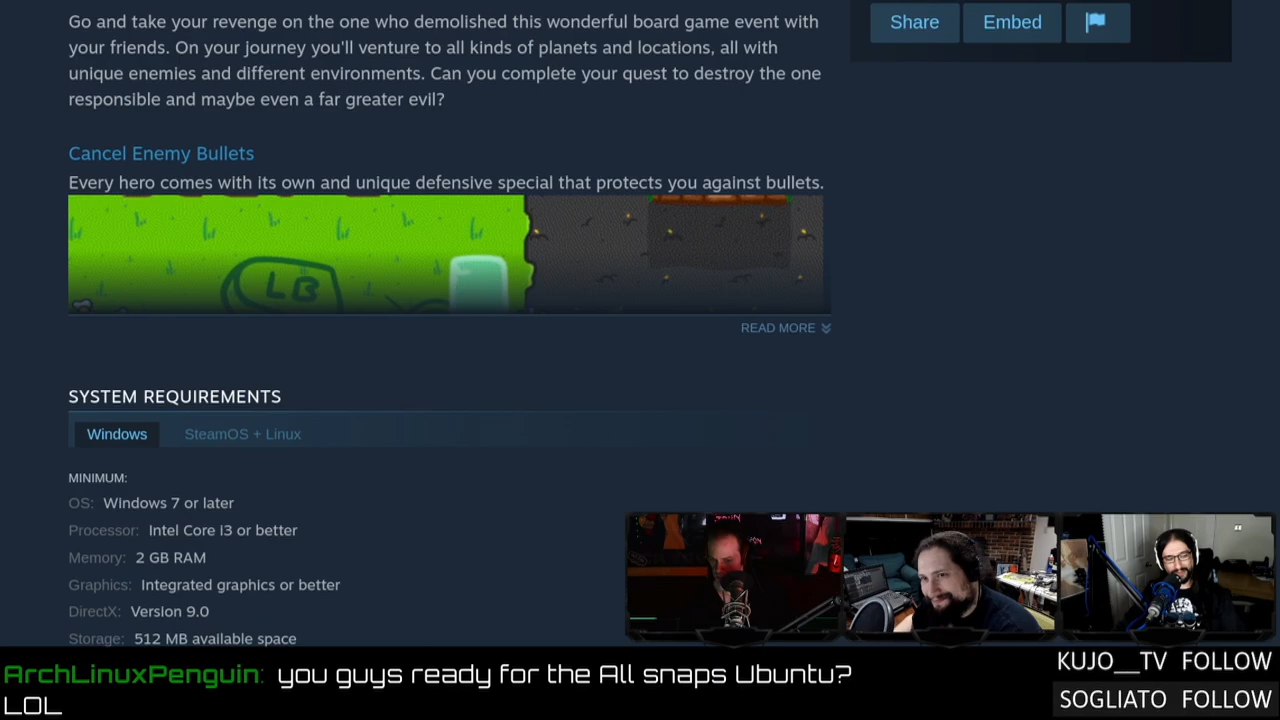 Go and take your revenge on the one who demolished this wonderful board game event with
your friends. On your journey you'll venture to all kinds of planets and locations, all with
unique enemies and different environments. Can you complete your quest to destroy the one
responsible and maybe even a far greater evil?
Share Embed
Cancel Enemy Bullets
Every hero comes with its own and unique defensive special that protects you against bullets.
LB
READ MORE
SYSTEM REQUIREMENTS
Windows SteamOS + Linux
MINIMUM:
OS: Windows 7 or later
Processor: Intel Core i3 or better
Memory: 2 GB RAM
Graphics: Integrated graphics or better
DirectX: Version 9.0
Storage: 512 MB available space
ArchLinuxPenguin: you guys ready for the All snaps Ubuntu?
LOL
KUJO__TV FOLLOW
SOGLIATO FOLLOW